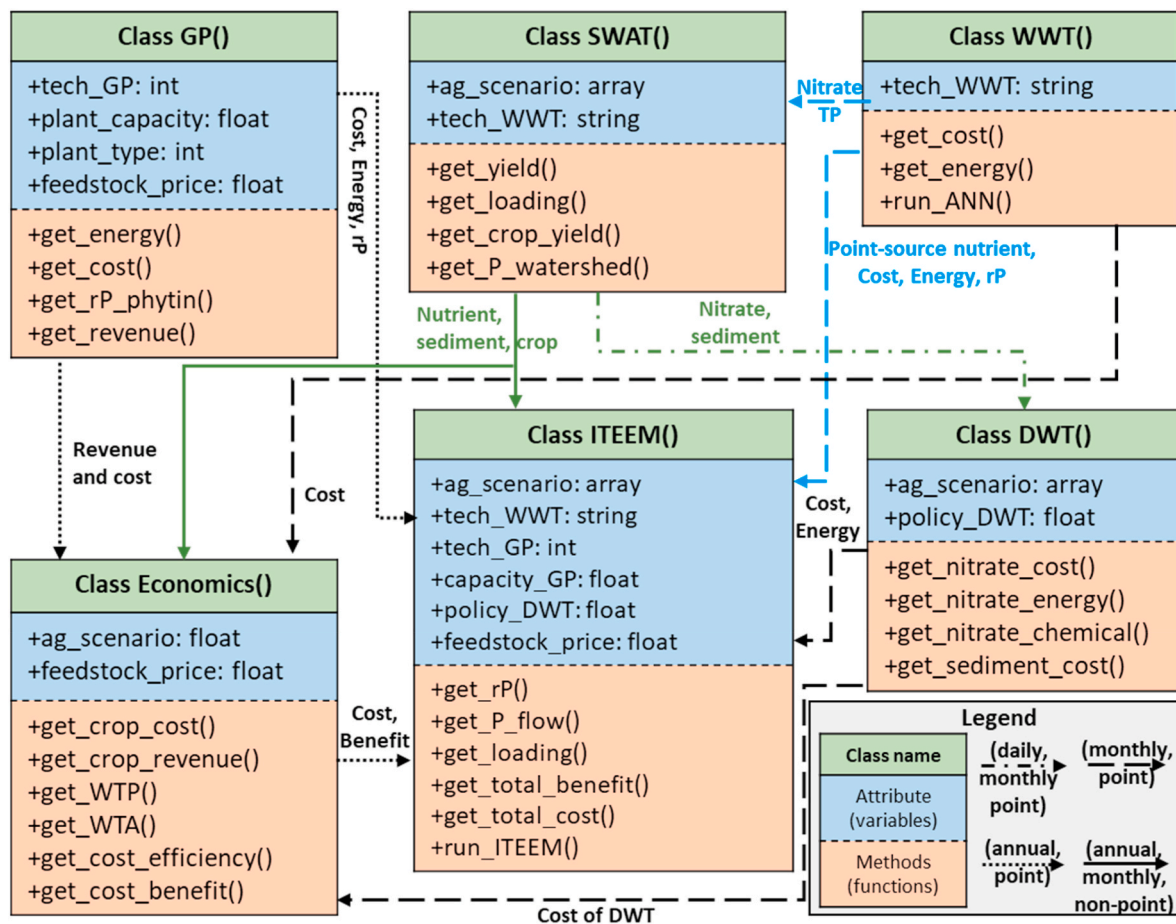 Class GP()
+tech_GP: int
+plant_capacity: float
+plant_type: int
+feedstock_price: float
+get_energy()
+get_cost()
+get_rP_phytin()
+get_revenue()
Class SWAT()
+ag_scenario: array
+tech_WWT: string
+get_yield()
+get_loading()
+get_crop_yield()
+get_P_watershed()
Class WWT()
+tech_WWT: string
+get_cost()
+get_energy()
+run_ANN()
Nitrate
TP
Cost, Energy, rP
Point-source nutrient,
Cost, Energy, rP
Nutrient,
sediment, crop
Nitrate,
sediment
Revenue
and cost
Cost
Class ITEEM()
+ag_scenario: array
+tech_WWT: string
+tech_GP: int
+capacity_GP: float
+policy_DWT: float
+feedstock_price: float
+get_rP()
+get_P_flow()
+get_loading()
+get_total_benefit()
+get_total_cost()
+run_ITEEM()
Cost,
Energy
Class DWT()
+ag_scenario: array
+policy_DWT: float
+get_nitrate_cost()
+get_nitrate_energy()
+get_nitrate_chemical()
+get_sediment_cost()
Class Economics()
+ag_scenario: float
+feedstock_price: float
+get_crop_cost()
+get_crop_revenue()
+get_WTP()
+get_WTA()
+get_cost_efficiency()
+get_cost_benefit()
Cost,
Benefit
Cost of DWT
Legend
Class name
Attribute
(variables)
Methods
(functions)
(daily,
monthly
point)
(monthly,
point)
(annual,
point)
(annual,
monthly,
non-point)